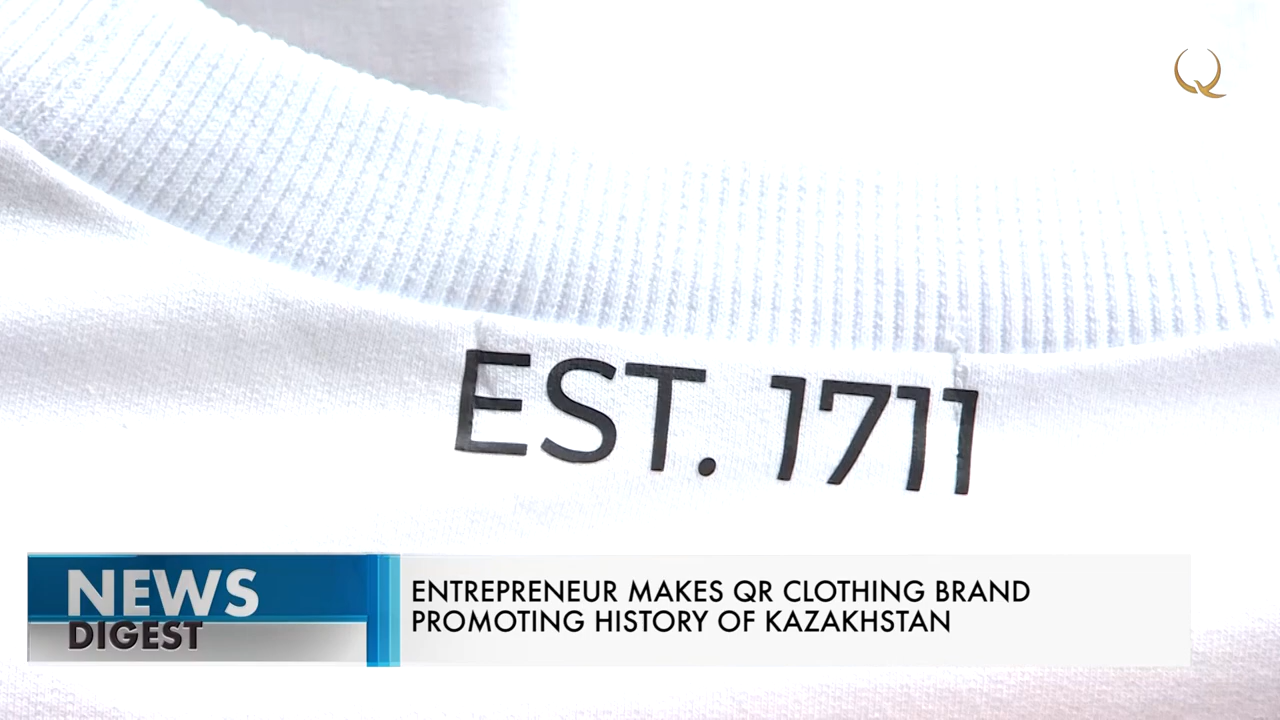 Q
EST. 1711
NEWS
DIGEST
ENTREPRENEUR MAKES QR CLOTHING BRAND
PROMOTING HISTORY OF KAZAKHSTAN